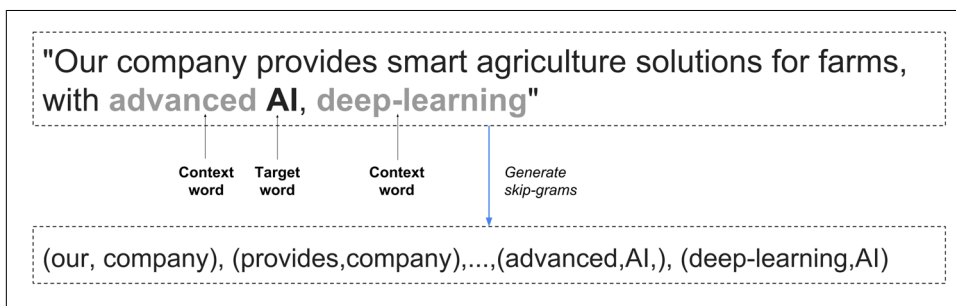 "Our company provides smart agriculture solutions for farms,
with advanced AI, deep-learning"
Context word
Target word
Context word
Generate skip-grams
(our, company), (provides,company),...,(advanced,AI,), (deep-learning,AI)